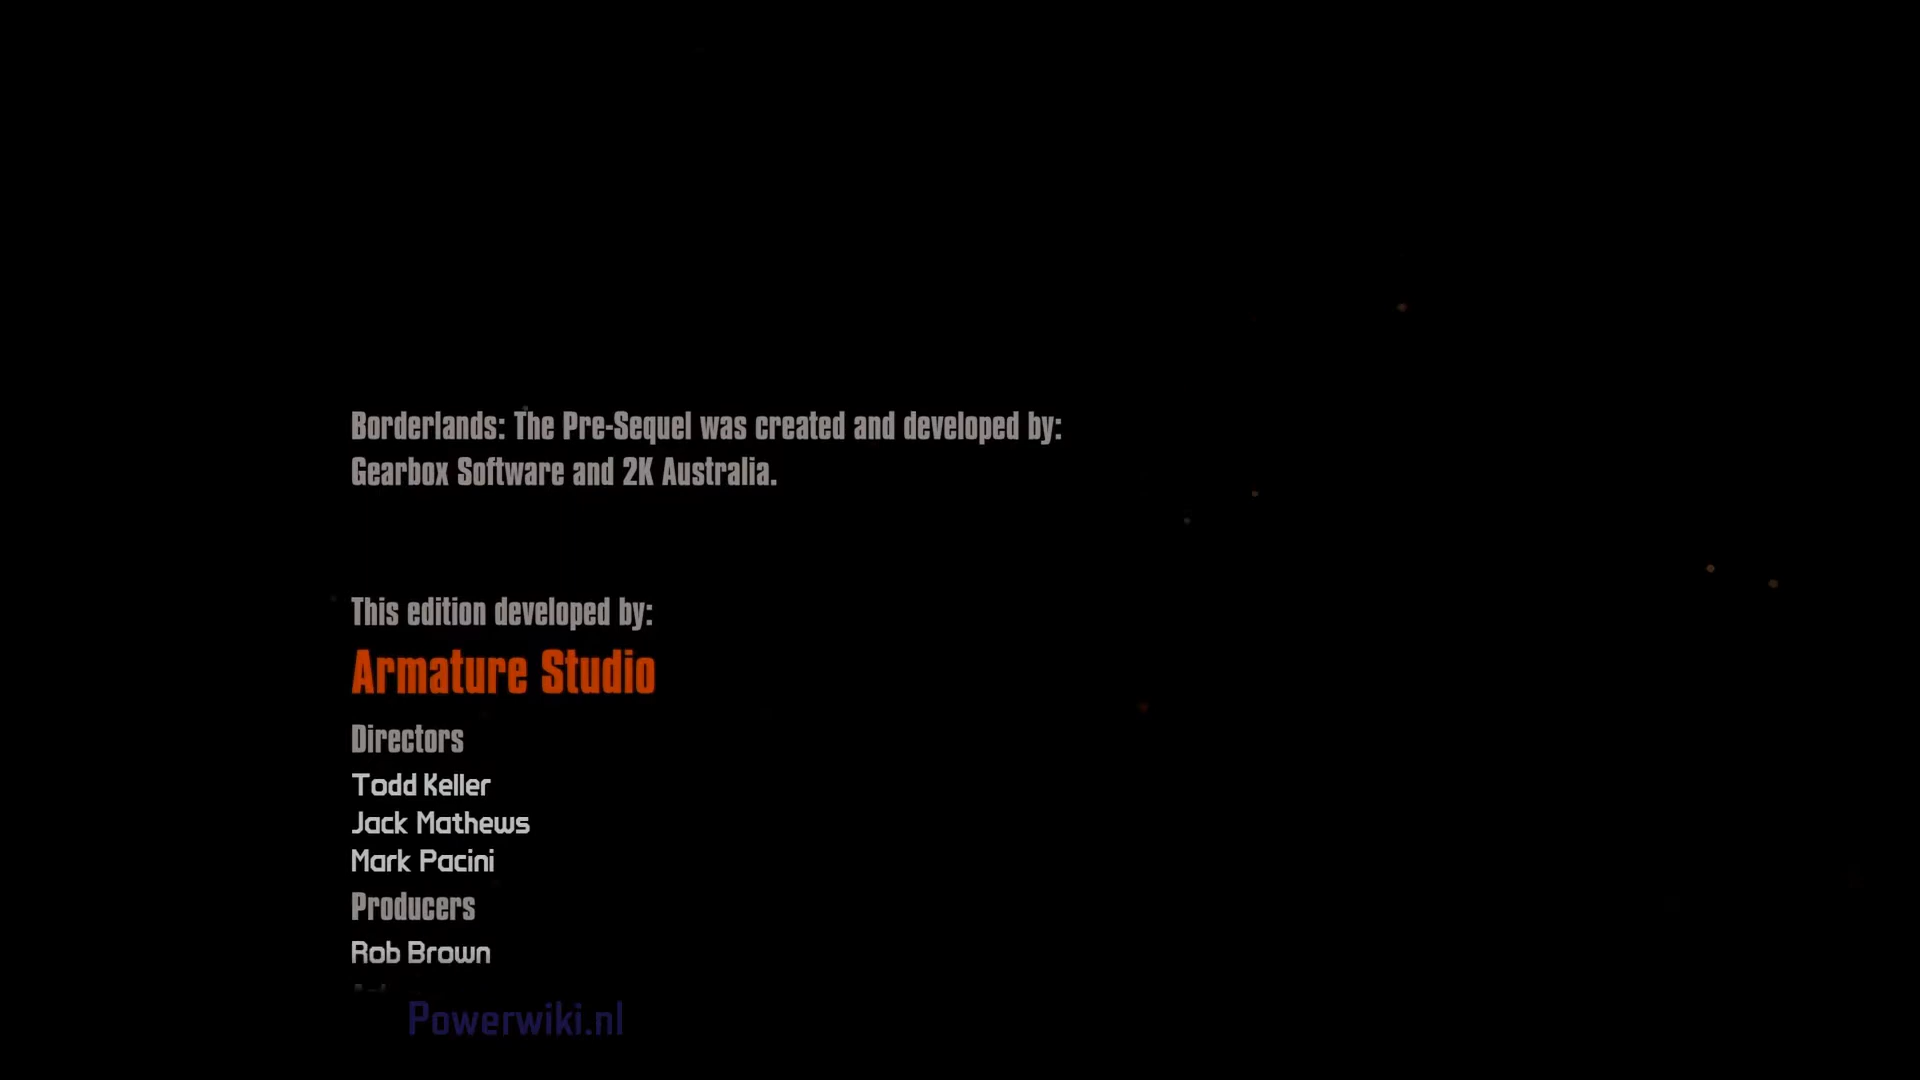 Borderlands: The Pre-Sequel was created and developed by:
Gearbox Software and 2K Australia.
This edition developed by:
Armature Studio
Directors
Todd Keller
Jack Mathews
Mark Pacini
Producers
Rob Brown
Powerwiki.nl